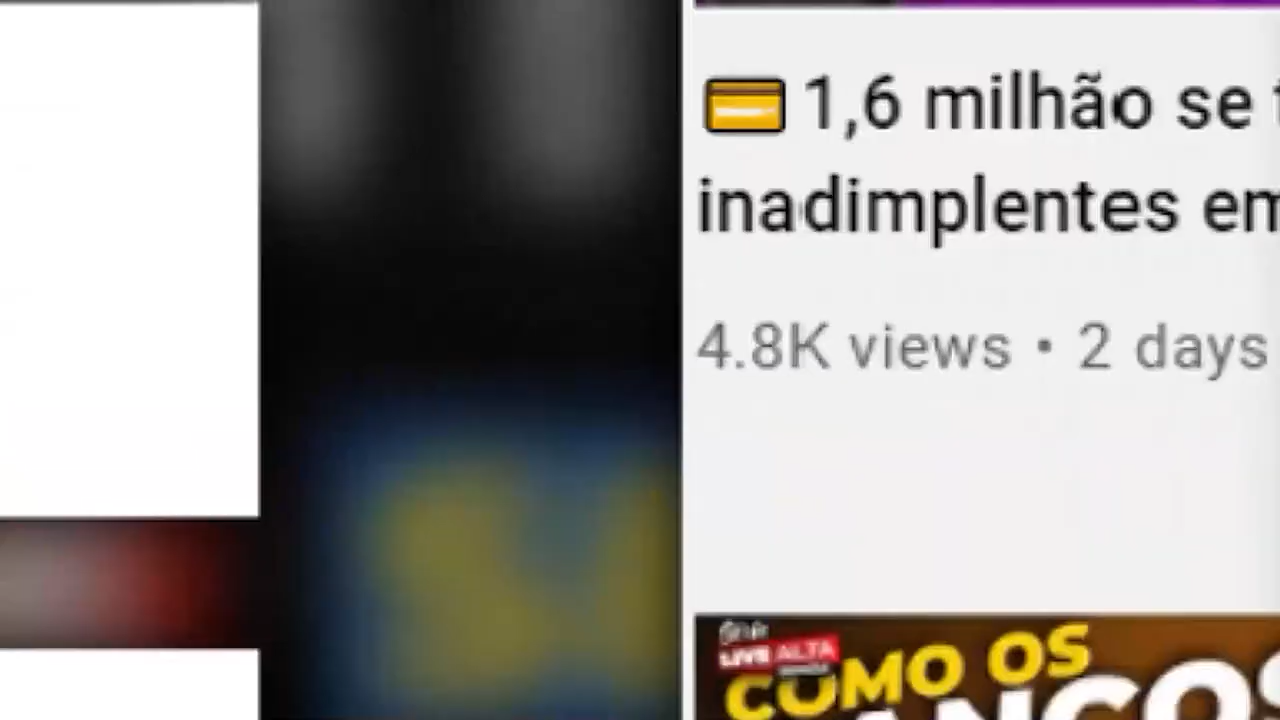 1,6 milhão se
inadimplentes em
4.8K views • 2 days
LIVE ALTA
COMO OS